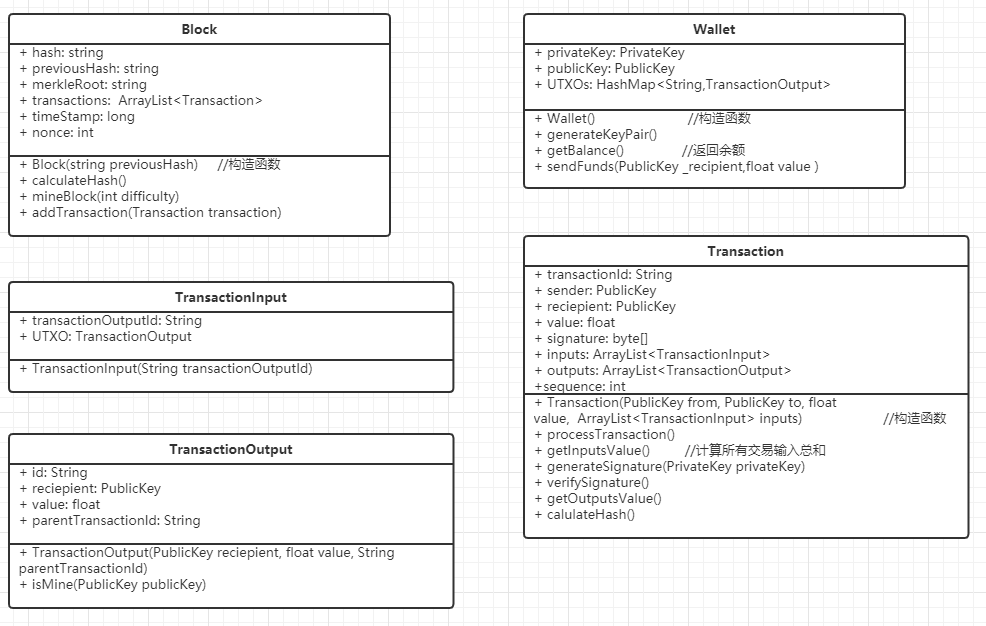 Block
+ hash: string
+ previousHash: string
+ merkleRoot: string
+ transactions:  ArrayList<Transaction>
+ timeStamp: long
+ nonce: int
+ Block(string previousHash)     //构造函数
+ calculateHash()
+ mineBlock(int difficulty)
+ addTransaction(Transaction transaction)
Wallet
+ privateKey: PrivateKey
+ publicKey: PublicKey
+ UTXOs: HashMap<String,TransactionOutput>
+ Wallet()                        //构造函数
+ generateKeyPair()
+ getBalance()               //返回余额
+ sendFunds(PublicKey _recipient,float value )
TransactionInput
+ transactionOutputId: String
+ UTXO: TransactionOutput
+ TransactionInput(String transactionOutputId)
TransactionOutput
+ id: String
+ reciepient: PublicKey
+ value: float
+ parentTransactionId: String
+ TransactionOutput(PublicKey reciepient, float value, String
parentTransactionId)
+ isMine(PublicKey publicKey)
Transaction
+ transactionId: String
+ sender: PublicKey
+ reciepient: PublicKey
+ value: float
+ signature: byte[]
+ inputs: ArrayList<TransactionInput>
+ outputs: ArrayList<TransactionOutput>
+sequence: int
+ Transaction(PublicKey from, PublicKey to, float
value,  ArrayList<TransactionInput> inputs)                     //构造函数
+ processTransaction()
+ getInputsValue()         //计算所有交易输入总和
+ generateSignature(PrivateKey privateKey)
+ verifySignature()
+ getOutputsValue()
+ calulateHash()